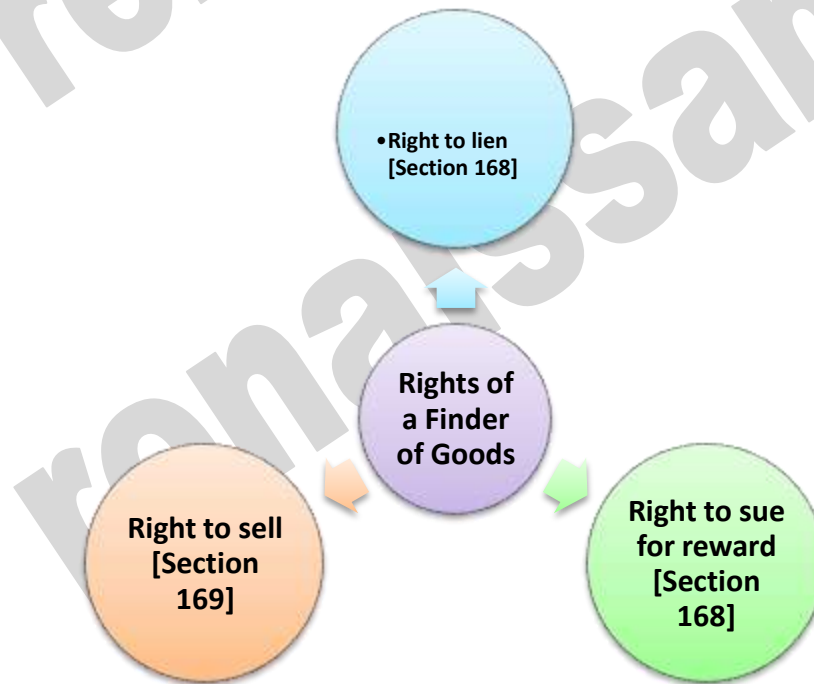 •Right to lien
[Section 168]
Rights of
a Finder
of Goods
Right to sell
[Section
169]
Right to sue
for reward
[Section
168]
renaissan